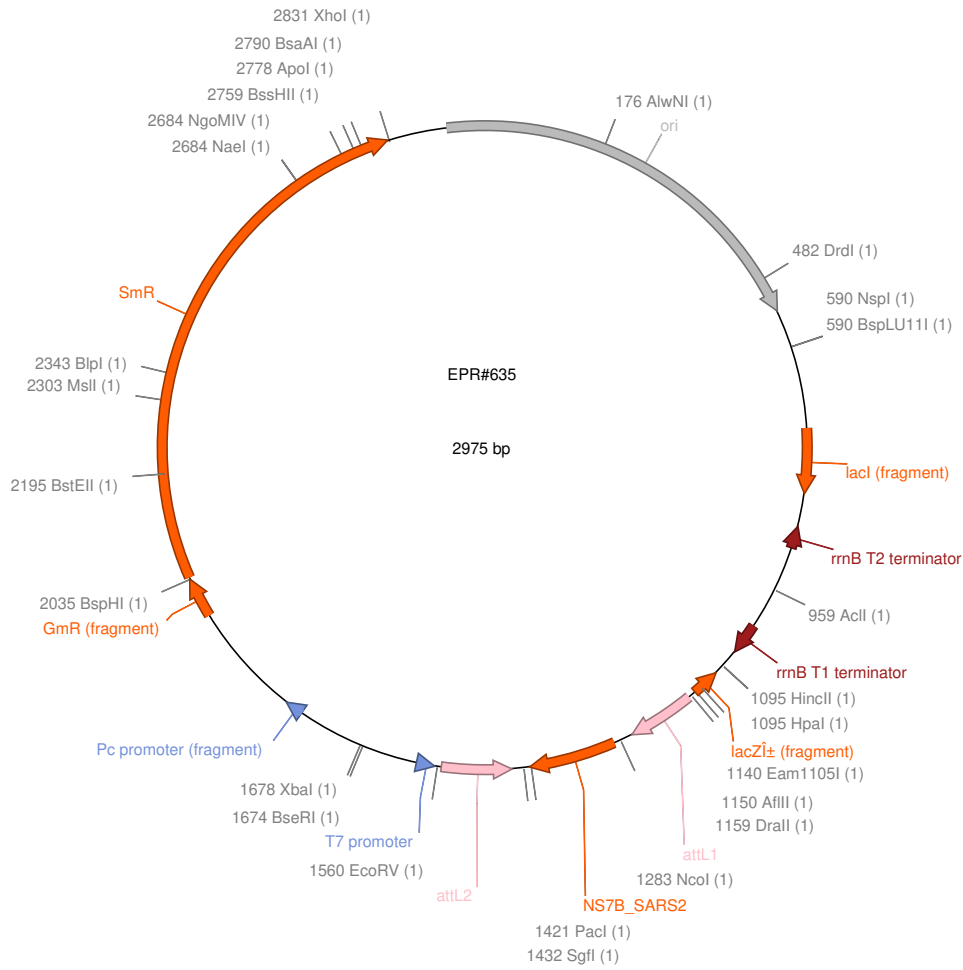 2831 XhoI (1)
2790 BsaAI (1)
2778 ApoI (1)
2759 BssHII (1)
2684 NgoMIV (1)
2684 NaeI (1)
176 AlwNI (1)
ori
482 DrdI (1)
590 NspI (1)
590 BspLU11I (1)
SmR
2343 BlpI (1)
2303 MslI (1)
2195 BstEII (1)
EPR#635
2975 bp
lacI (fragment)
rrnB T2 terminator
2035 BspHI (1)
GmR (fragment)
959 AclI (1)
rrnB T1 terminator
1095 HincII (1)
1095 HpaI (1)
lacZÎ± (fragment)
1140 Eam1105I (1)
1150 AflII (1)
1159 DraII (1)
Pc promoter (fragment)
1678 XbaI (1)
1674 BseRI (1)
T7 promoter
1560 EcoRV (1)
attL2
attL1
1283 NcoI (1)
NS7B_SARS2
1421 PacI (1)
1432 SgfI (1)